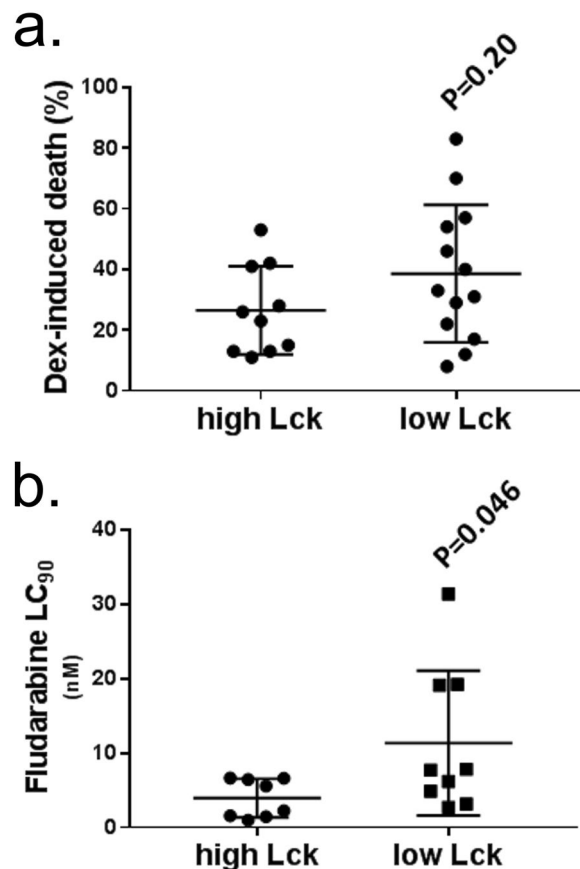 a.
P=0.20
Dex-induced death (%)
100
80
60
40
20
0
high Lck
low Lck
b.
P=0.046
Fludarabine LC₉₀
(nM)
40
30
20
10
0
high Lck
low Lck